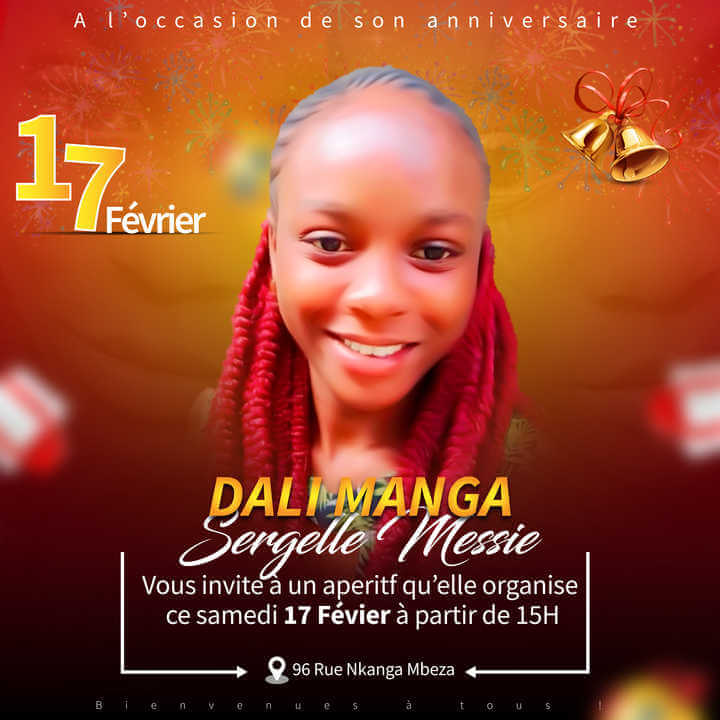 A l’occasion de son anniversaire
17
Février
DALI MANGA
Sergelle Messie
Vous invite à un aperitf qu’elle organise
ce samedi 17 Févier à partir de 15H
96 Rue Nkanga Mbeza
Bienvenues à tous !